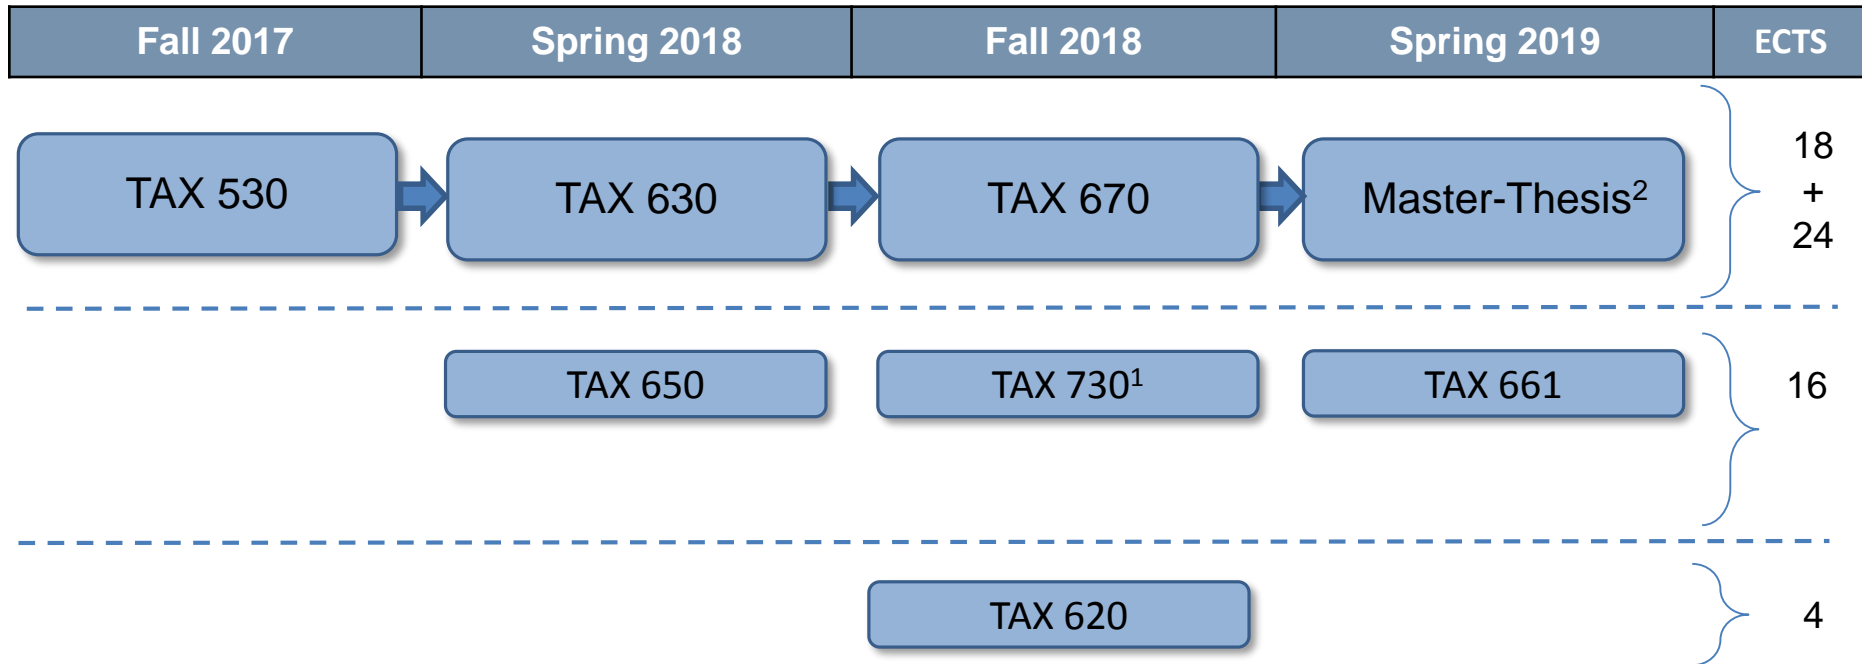 Fall 2017 Spring 2018 Fall 2018 Spring 2019 ECTS
TAX 530 TAX 630 TAX 670 Master-Thesis²
18
+
24
TAX 650 TAX 730¹ TAX 661 16
TAX 620 4